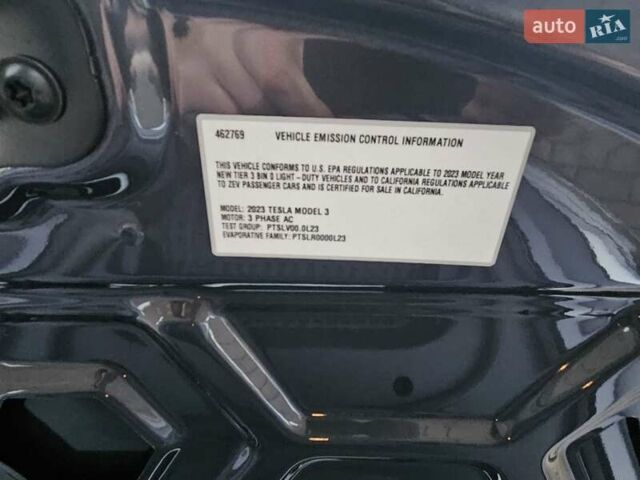 auto RIA.com
462769 VEHICLE EMISSION CONTROL INFORMATION
THIS VEHICLE CONFORMS TO U.S. EPA REGULATIONS APPLICABLE TO 2023 MODEL YEAR
NEW TIER 3 BIN 0 LIGHT-DUTY VEHICLES AND TO CALIFORNIA REGULATIONS APPLICABLE
TO ZEV PASSENGER CARS AND IS CERTIFIED FOR SALE IN CALIFORNIA.
MODEL: 2023 TESLA MODEL 3
MOTOR: 3 PHASE AC
TEST GROUP: PTSLV00.0L23
EVAPORATIVE FAMILY: PTSLR0000L23